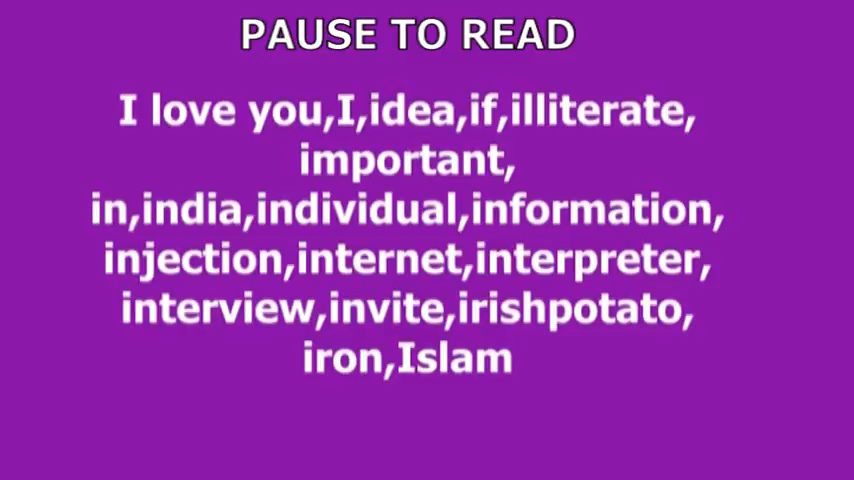 PAUSE TO READ
I love you,I,idea,if,illiterate,
important,
in,india,individual,information,
injection,internet,interpreter,
interview,invite,irishpotato,
iron,Islam